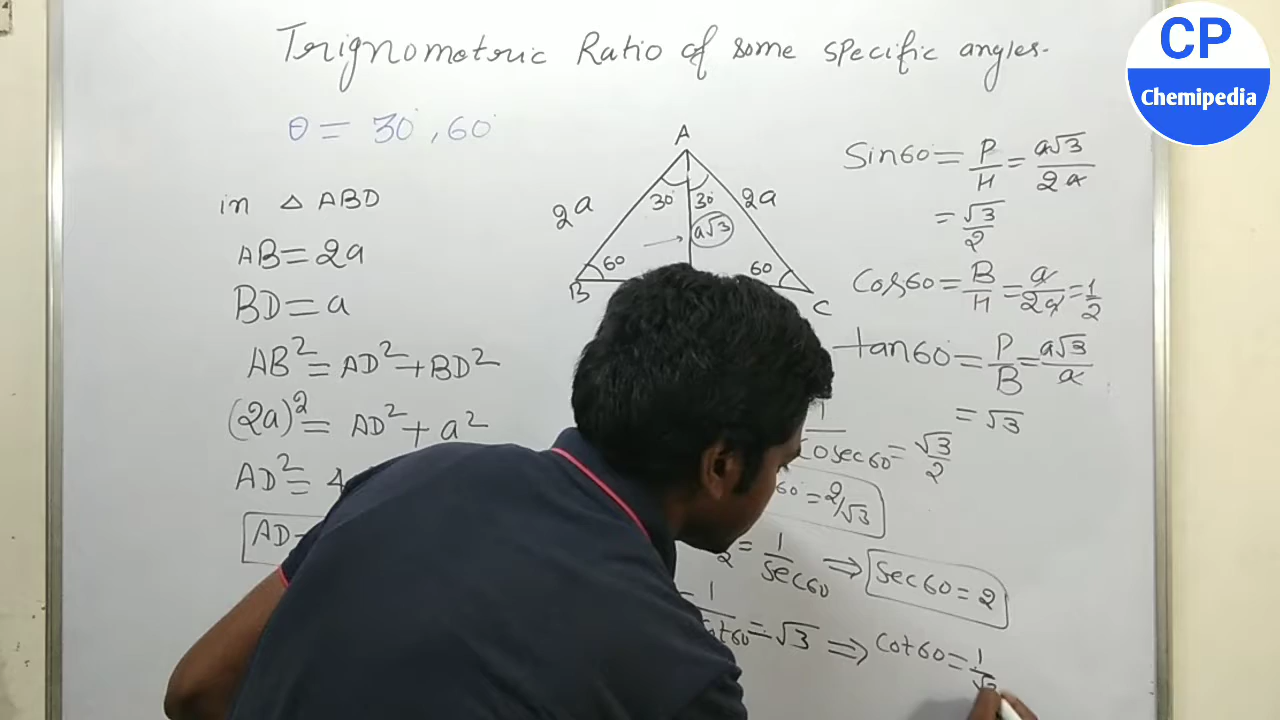 Trignometric Ratio of some specific angles.
CP
Chemipedia
θ = 30°, 60°
in △ ABD
AB = 2a
BD = a
AB² = AD² + BD²
(2a)² = AD² + a²
AD² = 4
AD =
A
2a
30° 30°
2a
a√3
60
60
B
C
Sin60 = P/H = a√3/2a
= √3/2
Cos60 = B/H = a/2a = 1/2
tan60 = P/B = a√3/a
= √3
1/Cosec60 = √3/2
60° = 2/√3
2 = 1/Sec60 ⇒ Sec60 = 2
= 1/Cot60 = √3 ⇒ Cot60 = 1/√3